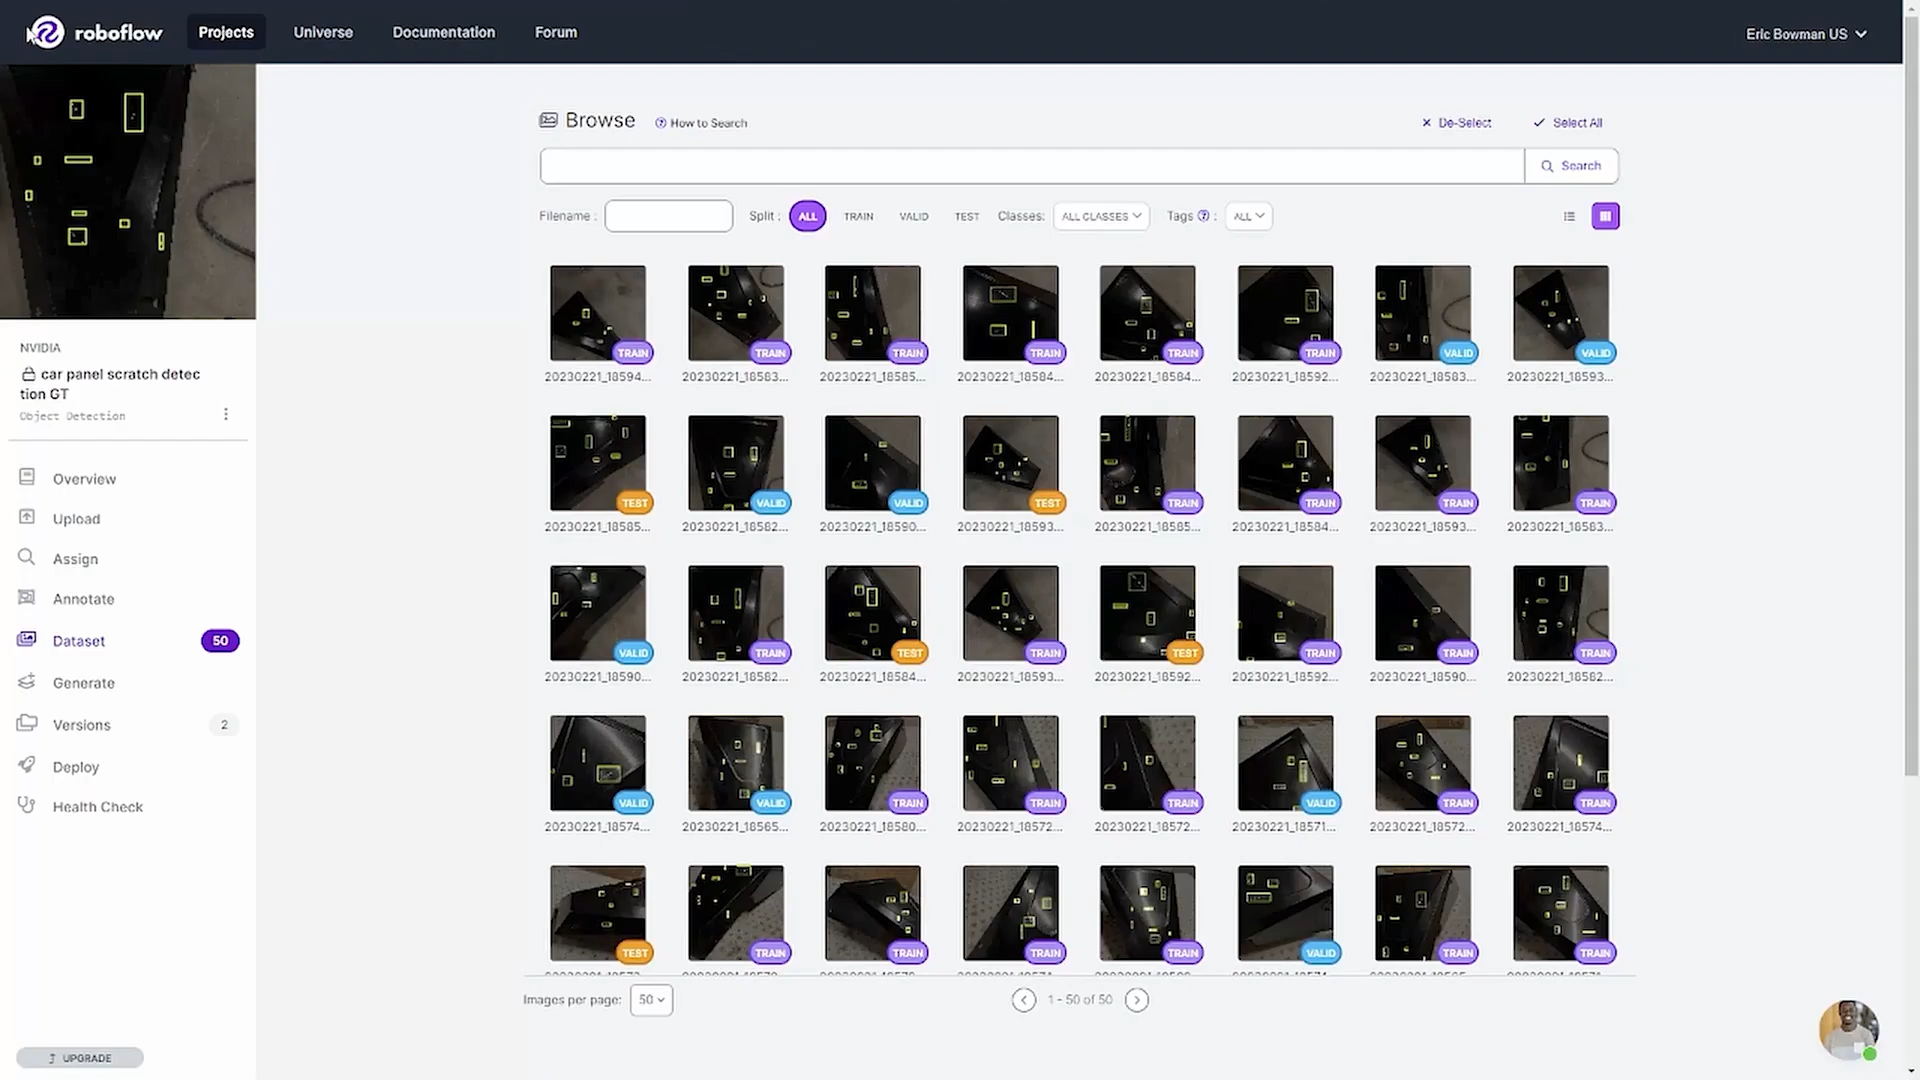 roboflow Projects Universe Documentation Forum Eric Bowman US
Browse How to Search De-Select Select All
Search
Filename : Split : ALL TRAIN VALID TEST Classes: ALL CLASSES Tags : ALL
NVIDIA
car panel scratch detec
tion GT
Object Detection
Overview
Upload
Assign
Annotate
Dataset 50
Generate
Versions 2
Deploy
Health Check
UPGRADE
TRAIN TRAIN TRAIN TRAIN TRAIN TRAIN VALID VALID
20230221_18594... 20230221_18583... 20230221_18585... 20230221_18584... 20230221_18584... 20230221_18592... 20230221_18583... 20230221_18593...
TEST VALID VALID TEST TRAIN TRAIN TRAIN TRAIN
20230221_18585... 20230221_18582... 20230221_18590... 20230221_18593... 20230221_18585... 20230221_18584... 20230221_18593... 20230221_18583...
VALID TRAIN TEST TRAIN TEST TRAIN TRAIN TRAIN
20230221_18590... 20230221_18582... 20230221_18584... 20230221_18593... 20230221_18592... 20230221_18592... 20230221_18590... 20230221_18582...
VALID VALID TRAIN TRAIN TRAIN VALID TRAIN TRAIN
20230221_18574... 20230221_18565... 20230221_18580... 20230221_18572... 20230221_18572... 20230221_18571... 20230221_18572... 20230221_18574...
TEST TRAIN TRAIN TRAIN TRAIN VALID TRAIN TRAIN
Images per page: 50 1 - 50 of 50